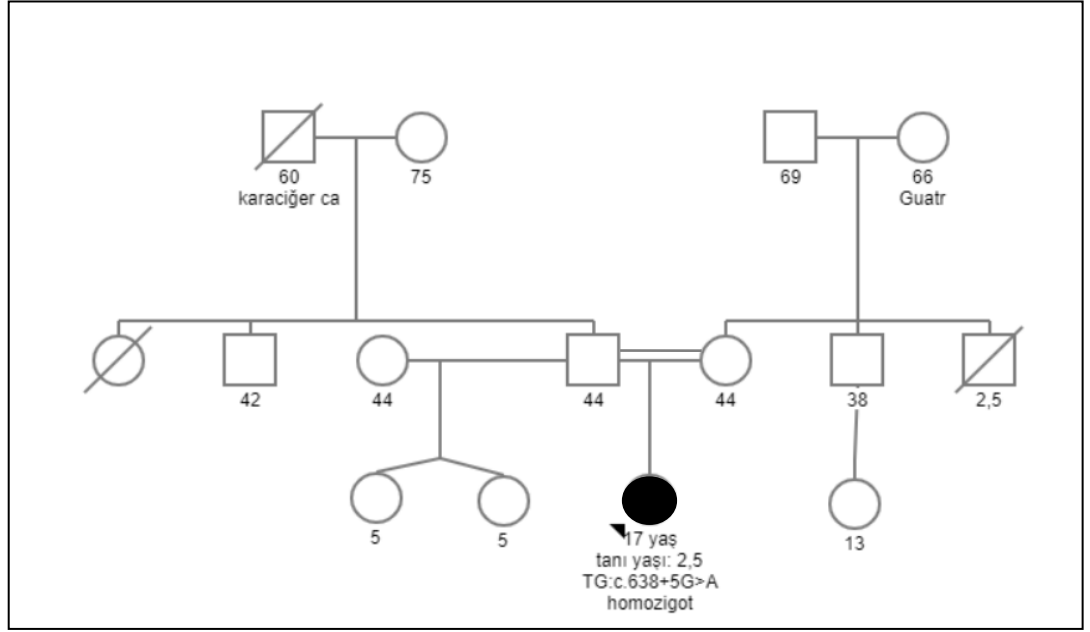 60
karaciğer ca
75
69
66
Guatr
42
44
44
44
38
2,5
5
5
17 yaş
tanı yaşı: 2,5
TG:c.638+5G>A
homozigot
13